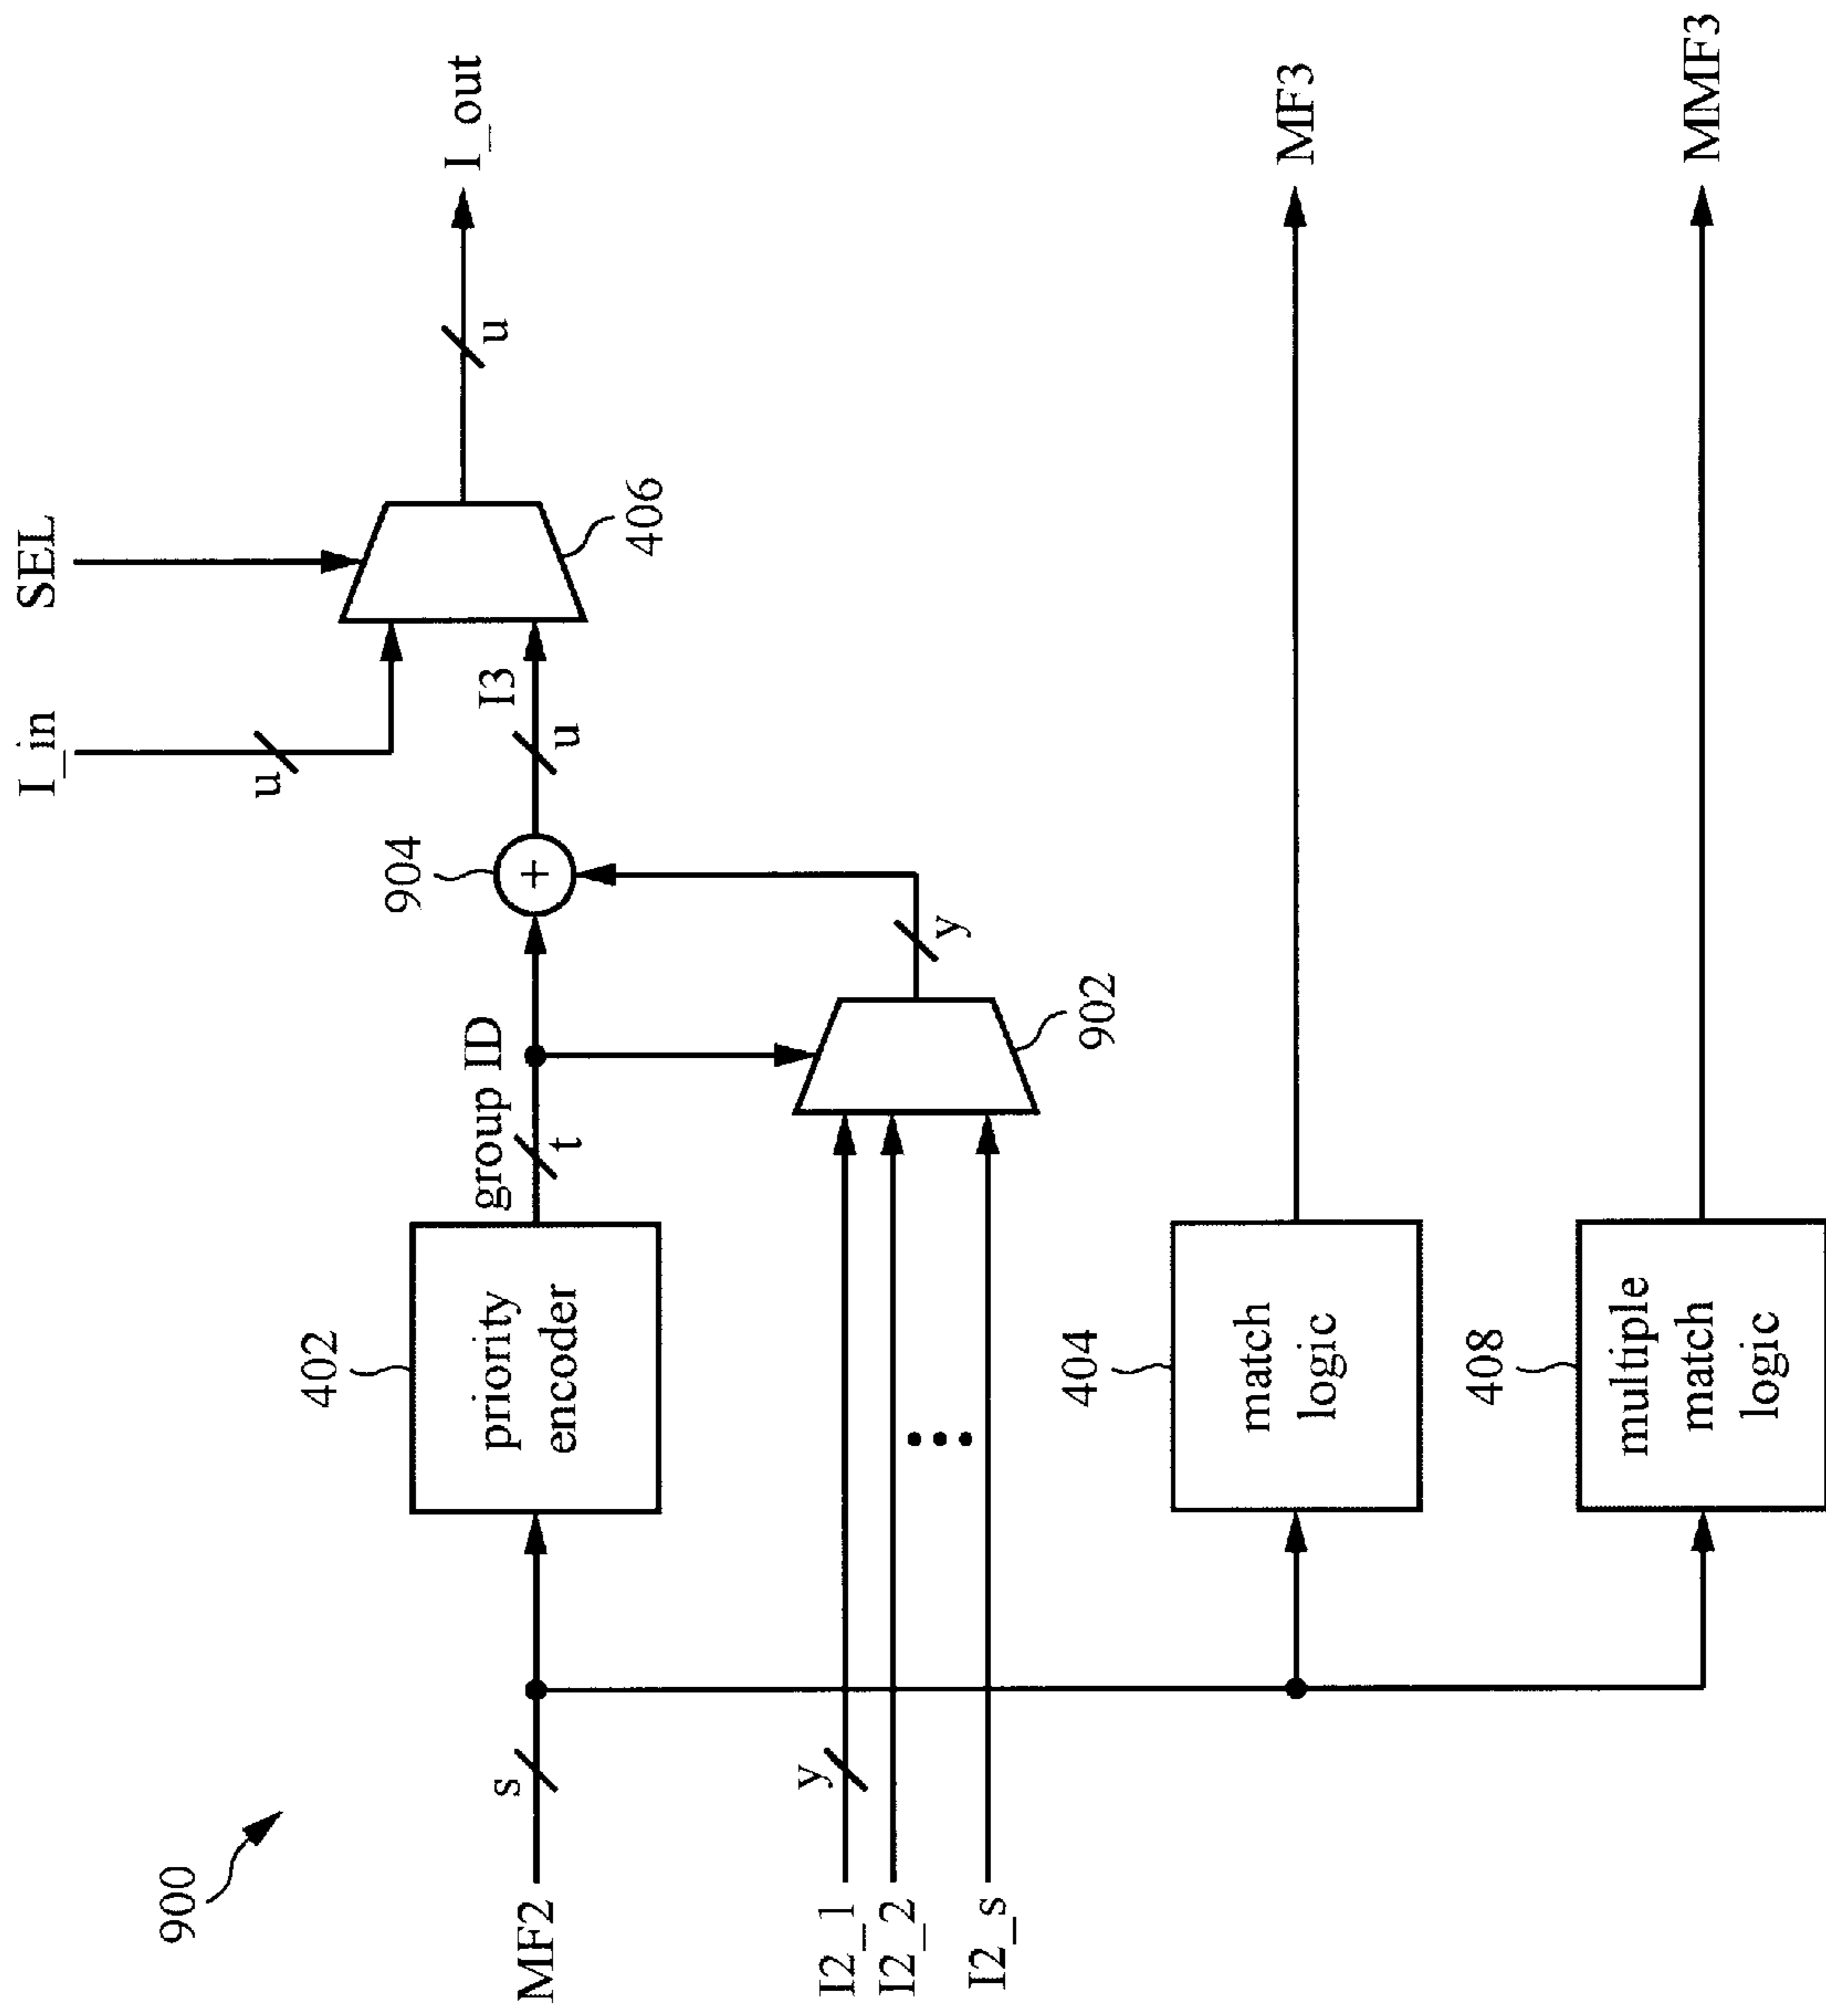 900
MF2
s
I2_1
y
I2_2
I2_s
402
priority
encoder
group ID
t
904
+
I3
u
I_in
u
SEL
406
u
I_out
902
y
404
match
logic
MF3
408
multiple
match
logic
MMF3